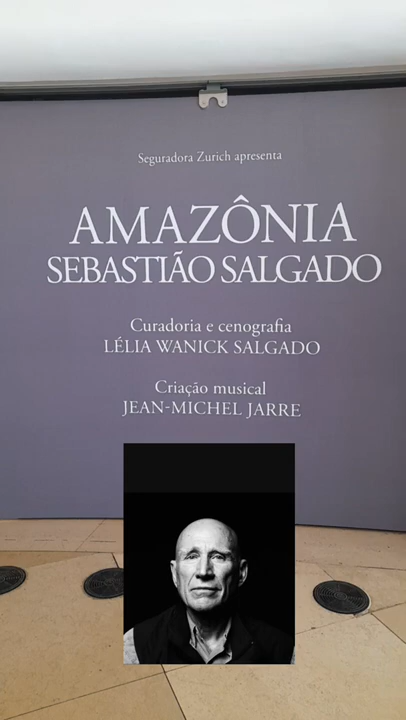 Seguradora Zurich apresenta
AMAZÔNIA
SEBASTIÃO SALGADO
Curadoria e cenografia
LÉLIA WANICK SALGADO
Criação musical
JEAN-MICHEL JARRE